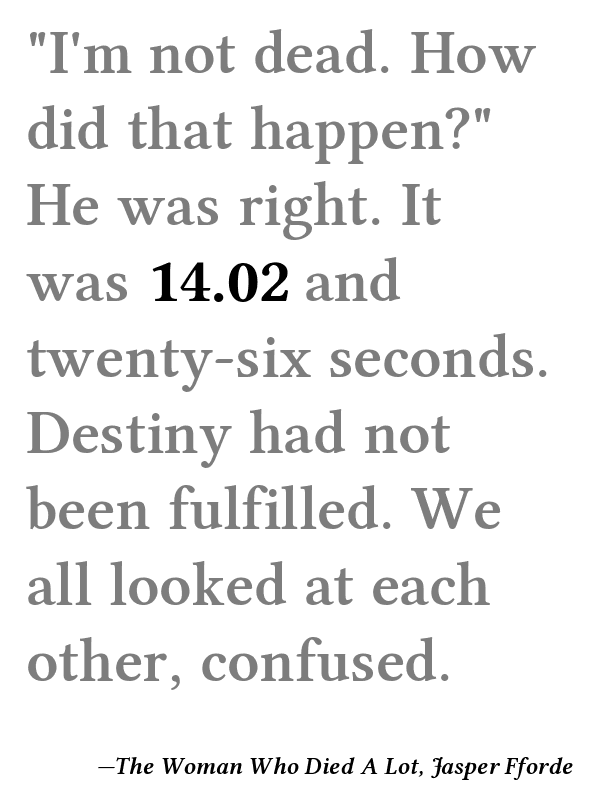 "I'm not dead. How
did that happen?"
He was right. It
was 14.02 and
twenty-six seconds.
Destiny had not
been fulfilled. We
all looked at each
other, confused.
—The Woman Who Died A Lot, Jasper Fforde